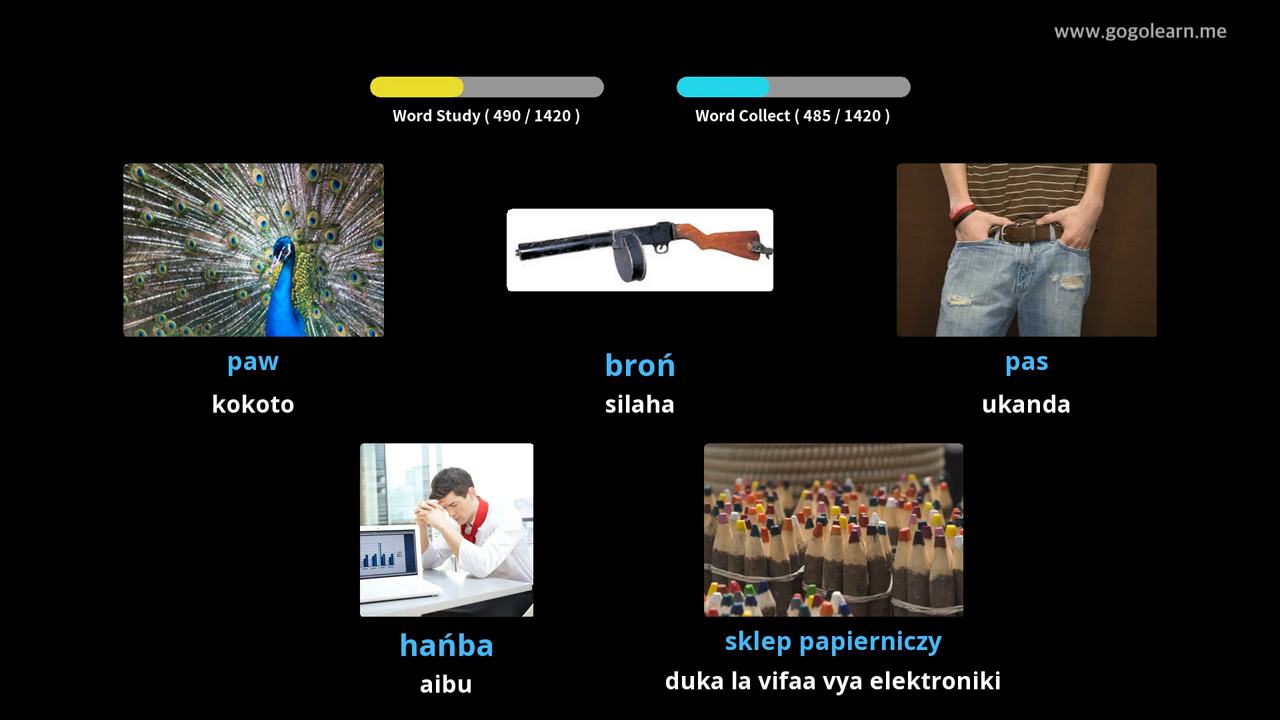 www.gogolearn.me
Word Study ( 490 / 1420 )
Word Collect ( 485 / 1420 )
paw
kokoto
broń
silaha
pas
ukanda
hańba
aibu
sklep papierniczy
duka la vifaa vya elektroniki